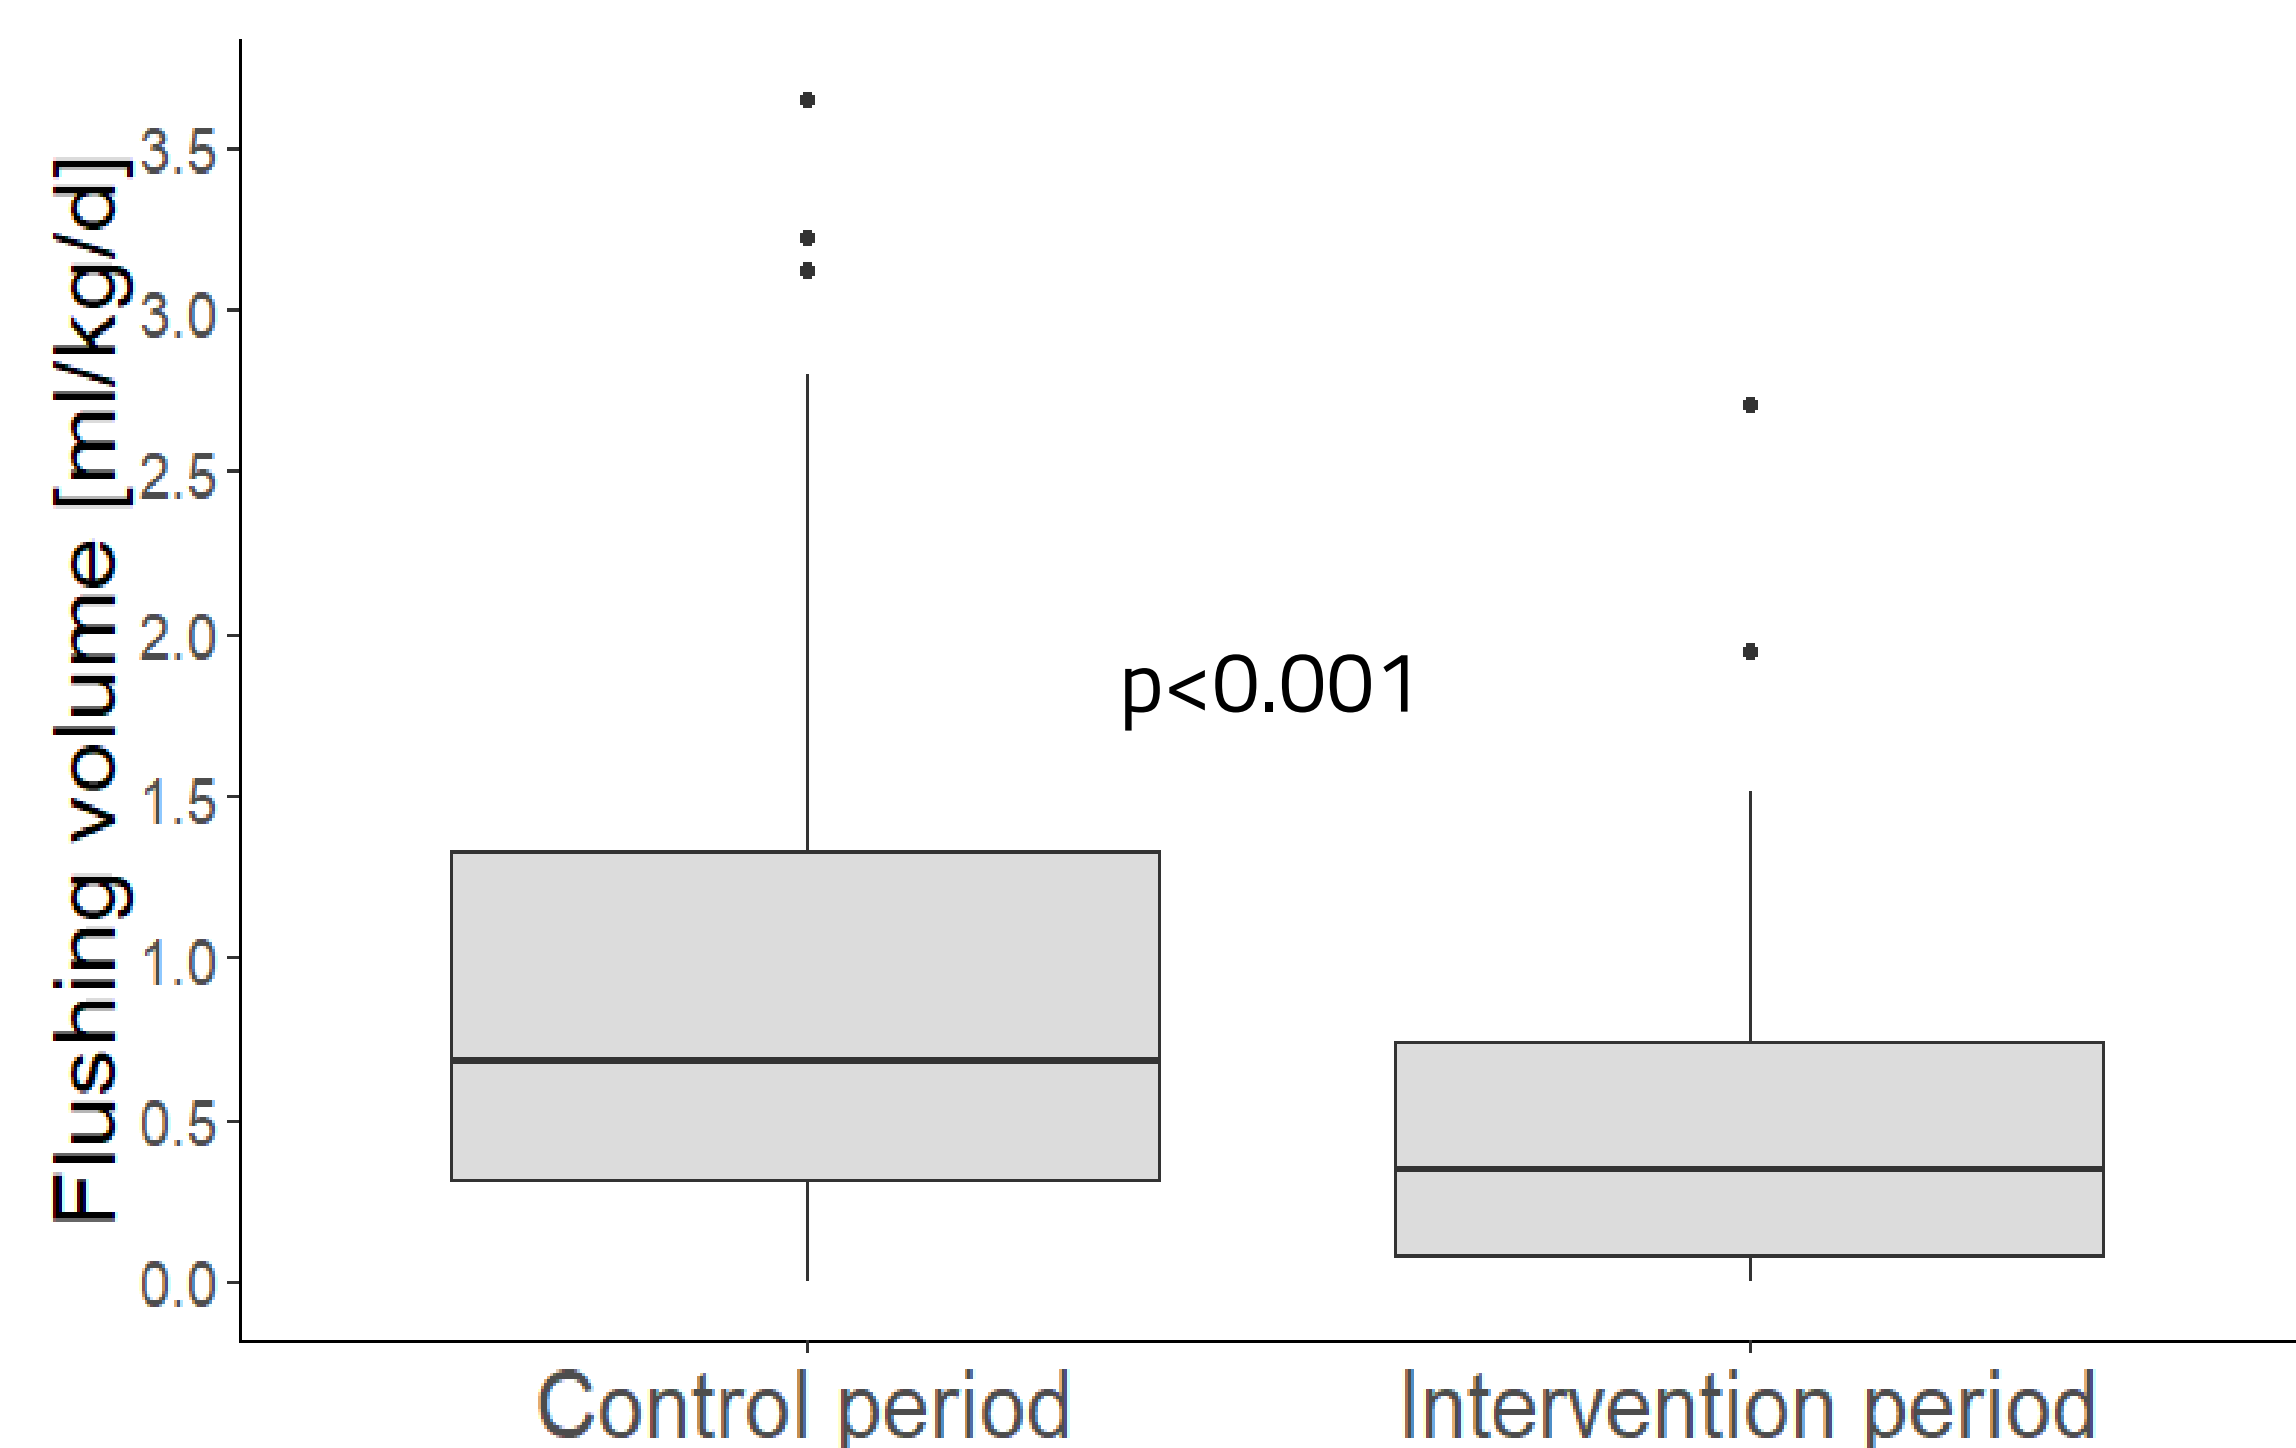 Flushing volume [ml/kg/d]
3.5
3.0
2.5
2.0
1.5
1.0
0.5
0.0
p<0.001
Control period
Intervention period